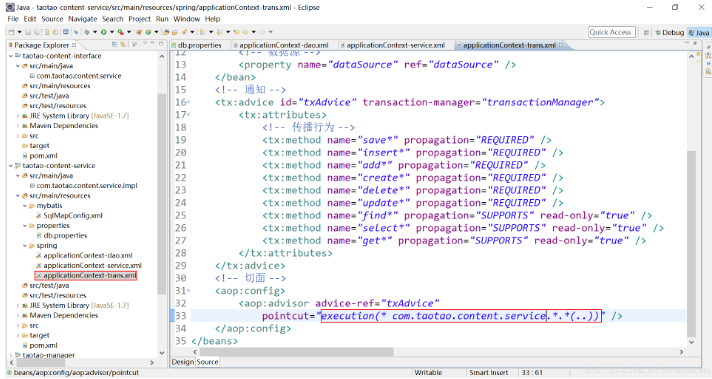 Java - taotao-content-service/src/main/resources/spring/applicationContext-trans.xml - Eclipse
File Edit Source Navigate Search Project Run Window Help
Quick Access
Debug
Java
Package Explorer
db.properties
applicationContext-dao.xml
applicationContext-service.xml
applicationContext-trans.xml
taotao-content-interface
src/main/java
com.taotao.content.service
src/main/resources
src/test/java
src/test/resources
JRE System Library [JavaSE-1.7]
Maven Dependencies
src
target
pom.xml
taotao-content-service
src/main/java
com.taotao.content.service.impl
src/main/resources
mybatis
SqlMapConfig.xml
properties
db.properties
spring
applicationContext-dao.xml
applicationContext-service.xml
applicationContext-trans.xml
src/test/java
src/test/resources
JRE System Library [JavaSE-1.7]
Maven Dependencies
src
target
pom.xml
taotao-manager
12 <!-- 数据源 -->
13 <property name="dataSource" ref="dataSource" />
14 </bean>
15 <!-- 通知 -->
16 <tx:advice id="txAdvice" transaction-manager="transactionManager">
17 <tx:attributes>
18 <!-- 传播行为 -->
19 <tx:method name="save*" propagation="REQUIRED" />
20 <tx:method name="insert*" propagation="REQUIRED" />
21 <tx:method name="add*" propagation="REQUIRED" />
22 <tx:method name="create*" propagation="REQUIRED" />
23 <tx:method name="delete*" propagation="REQUIRED" />
24 <tx:method name="update*" propagation="REQUIRED" />
25 <tx:method name="find*" propagation="SUPPORTS" read-only="true" />
26 <tx:method name="select*" propagation="SUPPORTS" read-only="true" />
27 <tx:method name="get*" propagation="SUPPORTS" read-only="true" />
28 </tx:attributes>
29 </tx:advice>
30 <!-- 切面 -->
31 <aop:config>
32 <aop:advisor advice-ref="txAdvice"
33 pointcut="execution(* com.taotao.content.service.*.*(..))" />
34 </aop:config>
35 </beans>
Design Source
beans/aop:config/aop:advisor/pointcut
Writable
Smart Insert
33 : 61